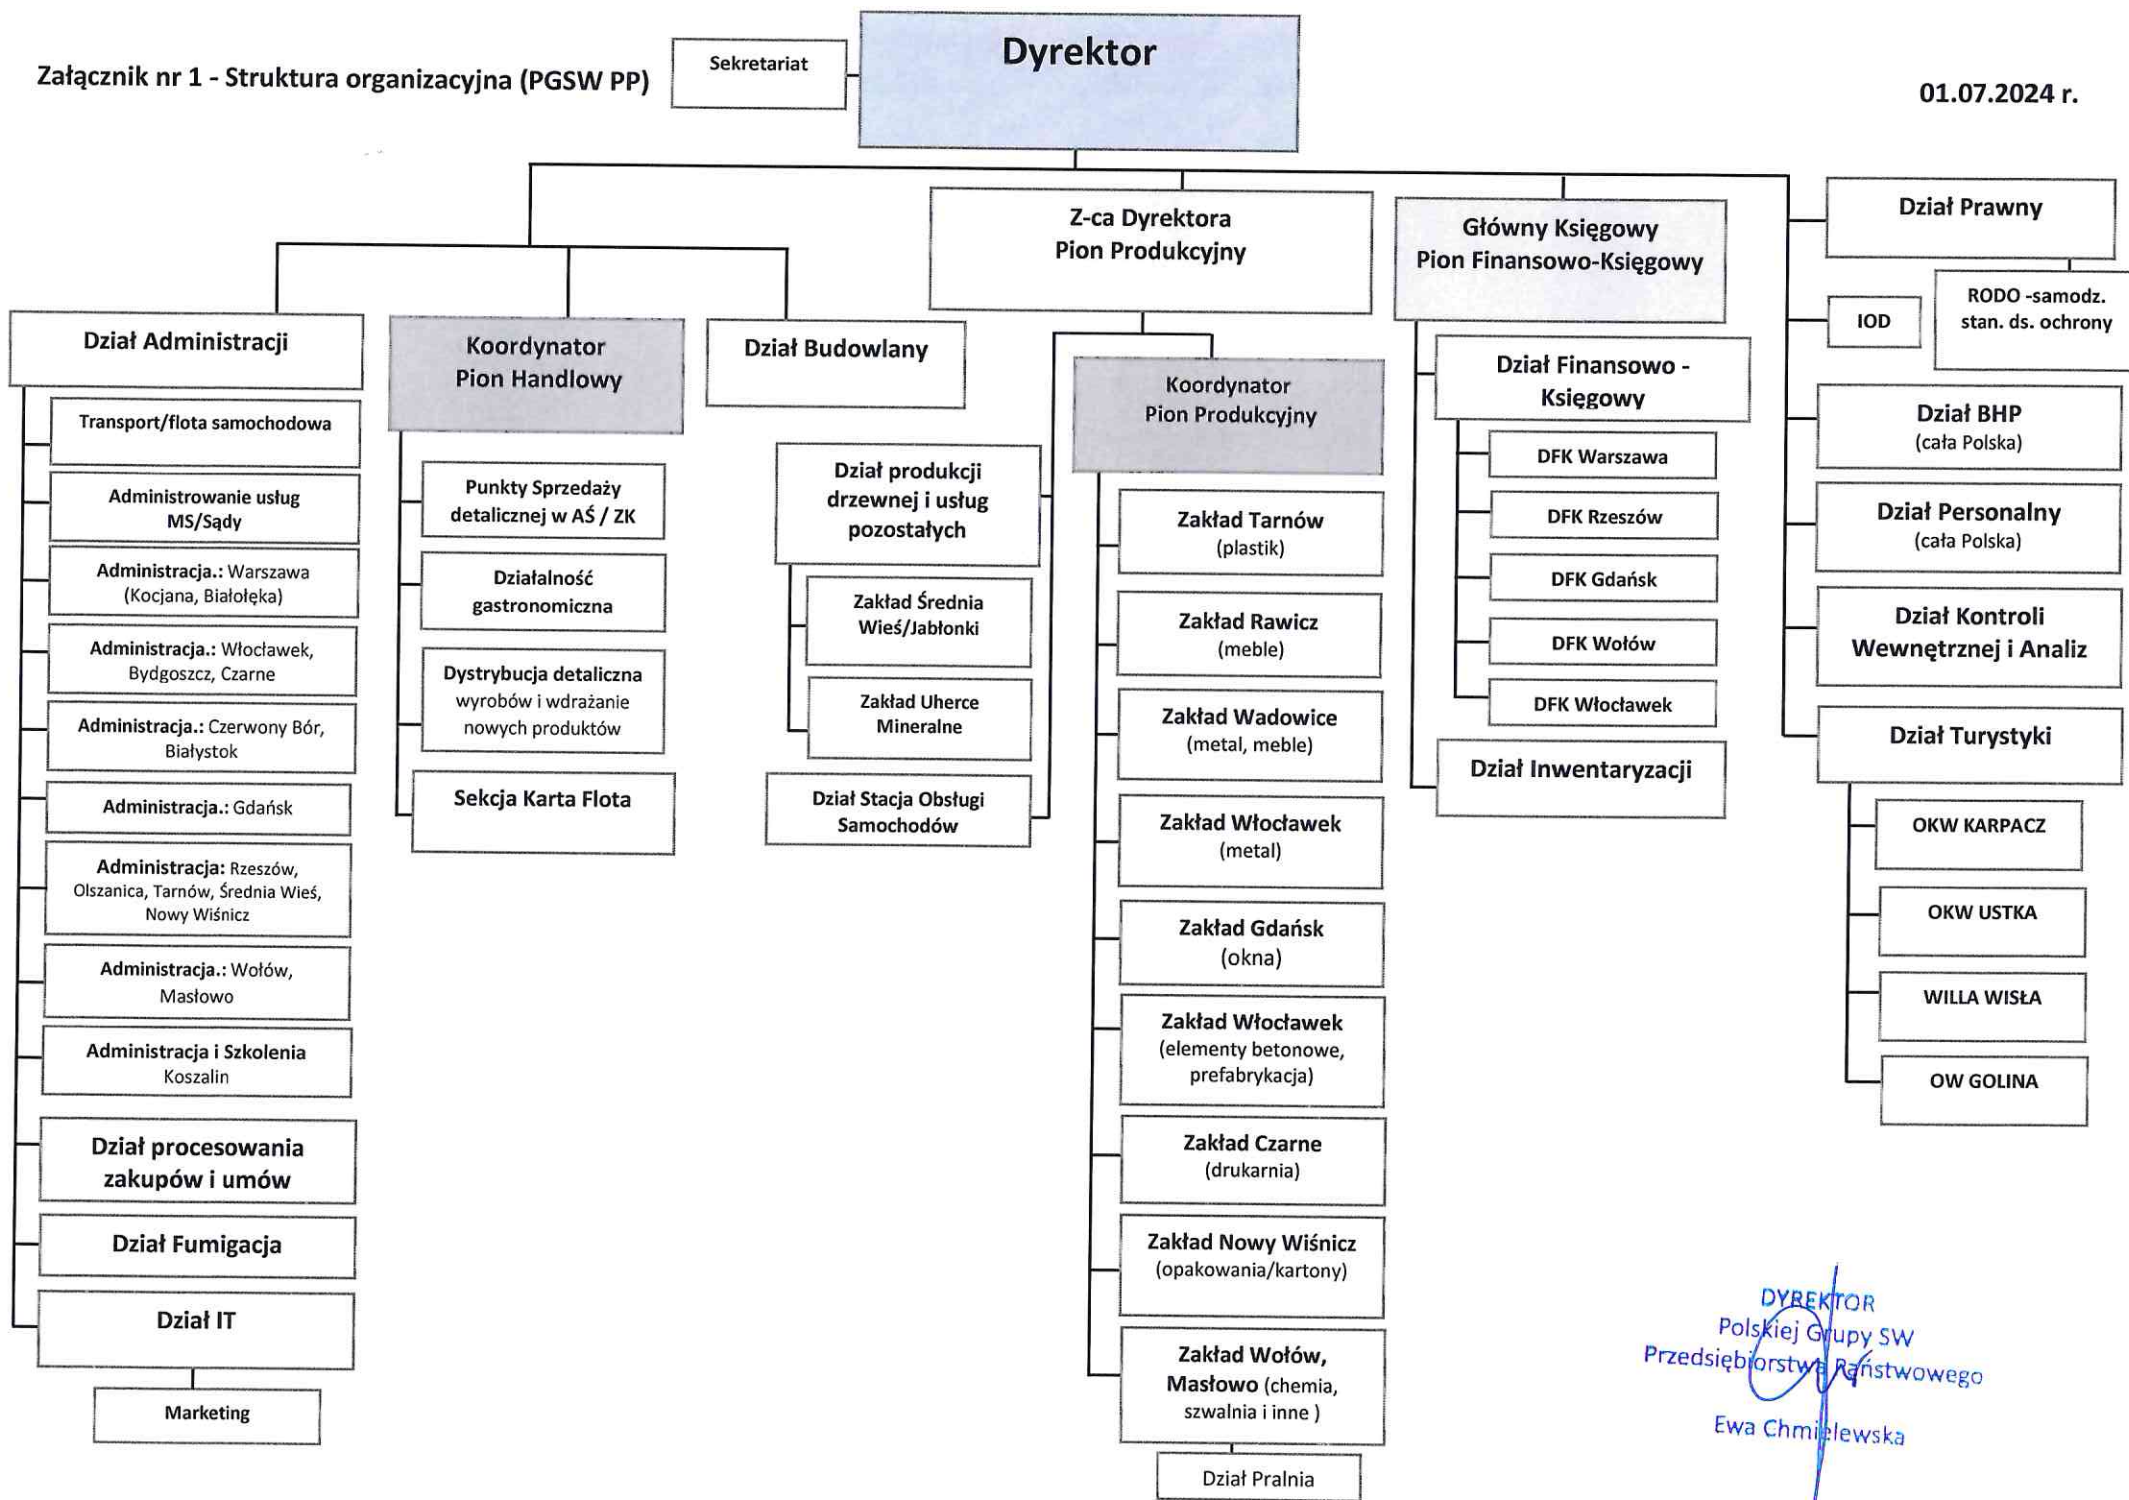 Załącznik nr 1 - Struktura organizacyjna (PGSW PP)
Sekretariat
Dyrektor
01.07.2024 r.
Z-ca Dyrektora
Pion Produkcyjny
Główny Księgowy
Pion Finansowo-Księgowy
Dział Prawny
RODO -samodz.
stan. ds. ochrony
IOD
Dział Administracji
Koordynator
Pion Handlowy
Dział Budowlany
Transport/flota samochodowa
Administrowanie usług
MS/Sądy
Administracja.: Warszawa
(Kocjana, Białołęka)
Administracja.: Włocławek,
Bydgoszcz, Czarne
Administracja.: Czerwony Bór,
Białystok
Administracja.: Gdańsk
Administracja: Rzeszów,
Olszanica, Tarnów, Średnia Wieś,
Nowy Wiśnicz
Administracja.: Wołów,
Masłowo
Administracja i Szkolenia
Koszalin
Dział procesowania
zakupów i umów
Dział Fumigacja
Dział IT
Marketing
Punkty Sprzedaży
detalicznej w AŚ / ZK
Działalność
gastronomiczna
Dystrybucja detaliczna
wyrobów i wdrażanie
nowych produktów
Sekcja Karta Flota
Dział produkcji
drzewnej i usług
pozostałych
Zakład Średnia
Wieś/Jabłonki
Zakład Uherce
Mineralne
Dział Stacja Obsługi
Samochodów
Koordynator
Pion Produkcyjny
Zakład Tarnów
(plastik)
Zakład Rawicz
(meble)
Zakład Wadowice
(metal, meble)
Zakład Włocławek
(metal)
Zakład Gdańsk
(okna)
Zakład Włocławek
(elementy betonowe,
prefabrykacja)
Zakład Czarne
(drukarnia)
Zakład Nowy Wiśnicz
(opakowania/kartony)
Zakład Wołów,
Masłowo (chemia,
szwalnia i inne )
Dział Pralnia
Dział Finansowo -
Księgowy
DFK Warszawa
DFK Rzeszów
DFK Gdańsk
DFK Wołów
DFK Włocławek
Dział Inwentaryzacji
Dział BHP
(cała Polska)
Dział Personalny
(cała Polska)
Dział Kontroli
Wewnętrznej i Analiz
Dział Turystyki
OKW KARPACZ
OKW USTKA
WILLA WISŁA
OW GOLINA
DYREKTOR
Polskiej Grupy SW
Przedsiębiorstwa Państwowego
Ewa Chmielewska